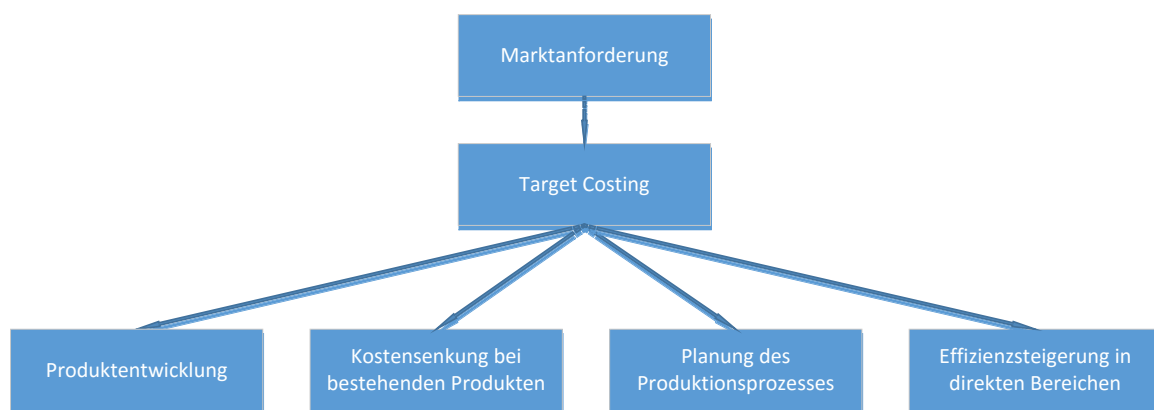 Marktanforderung
Target Costing
Produktentwicklung
Kostensenkung bei
bestehenden Produkten
Planung des
Produktionsprozesses
Effizienzsteigerung in
direkten Bereichen